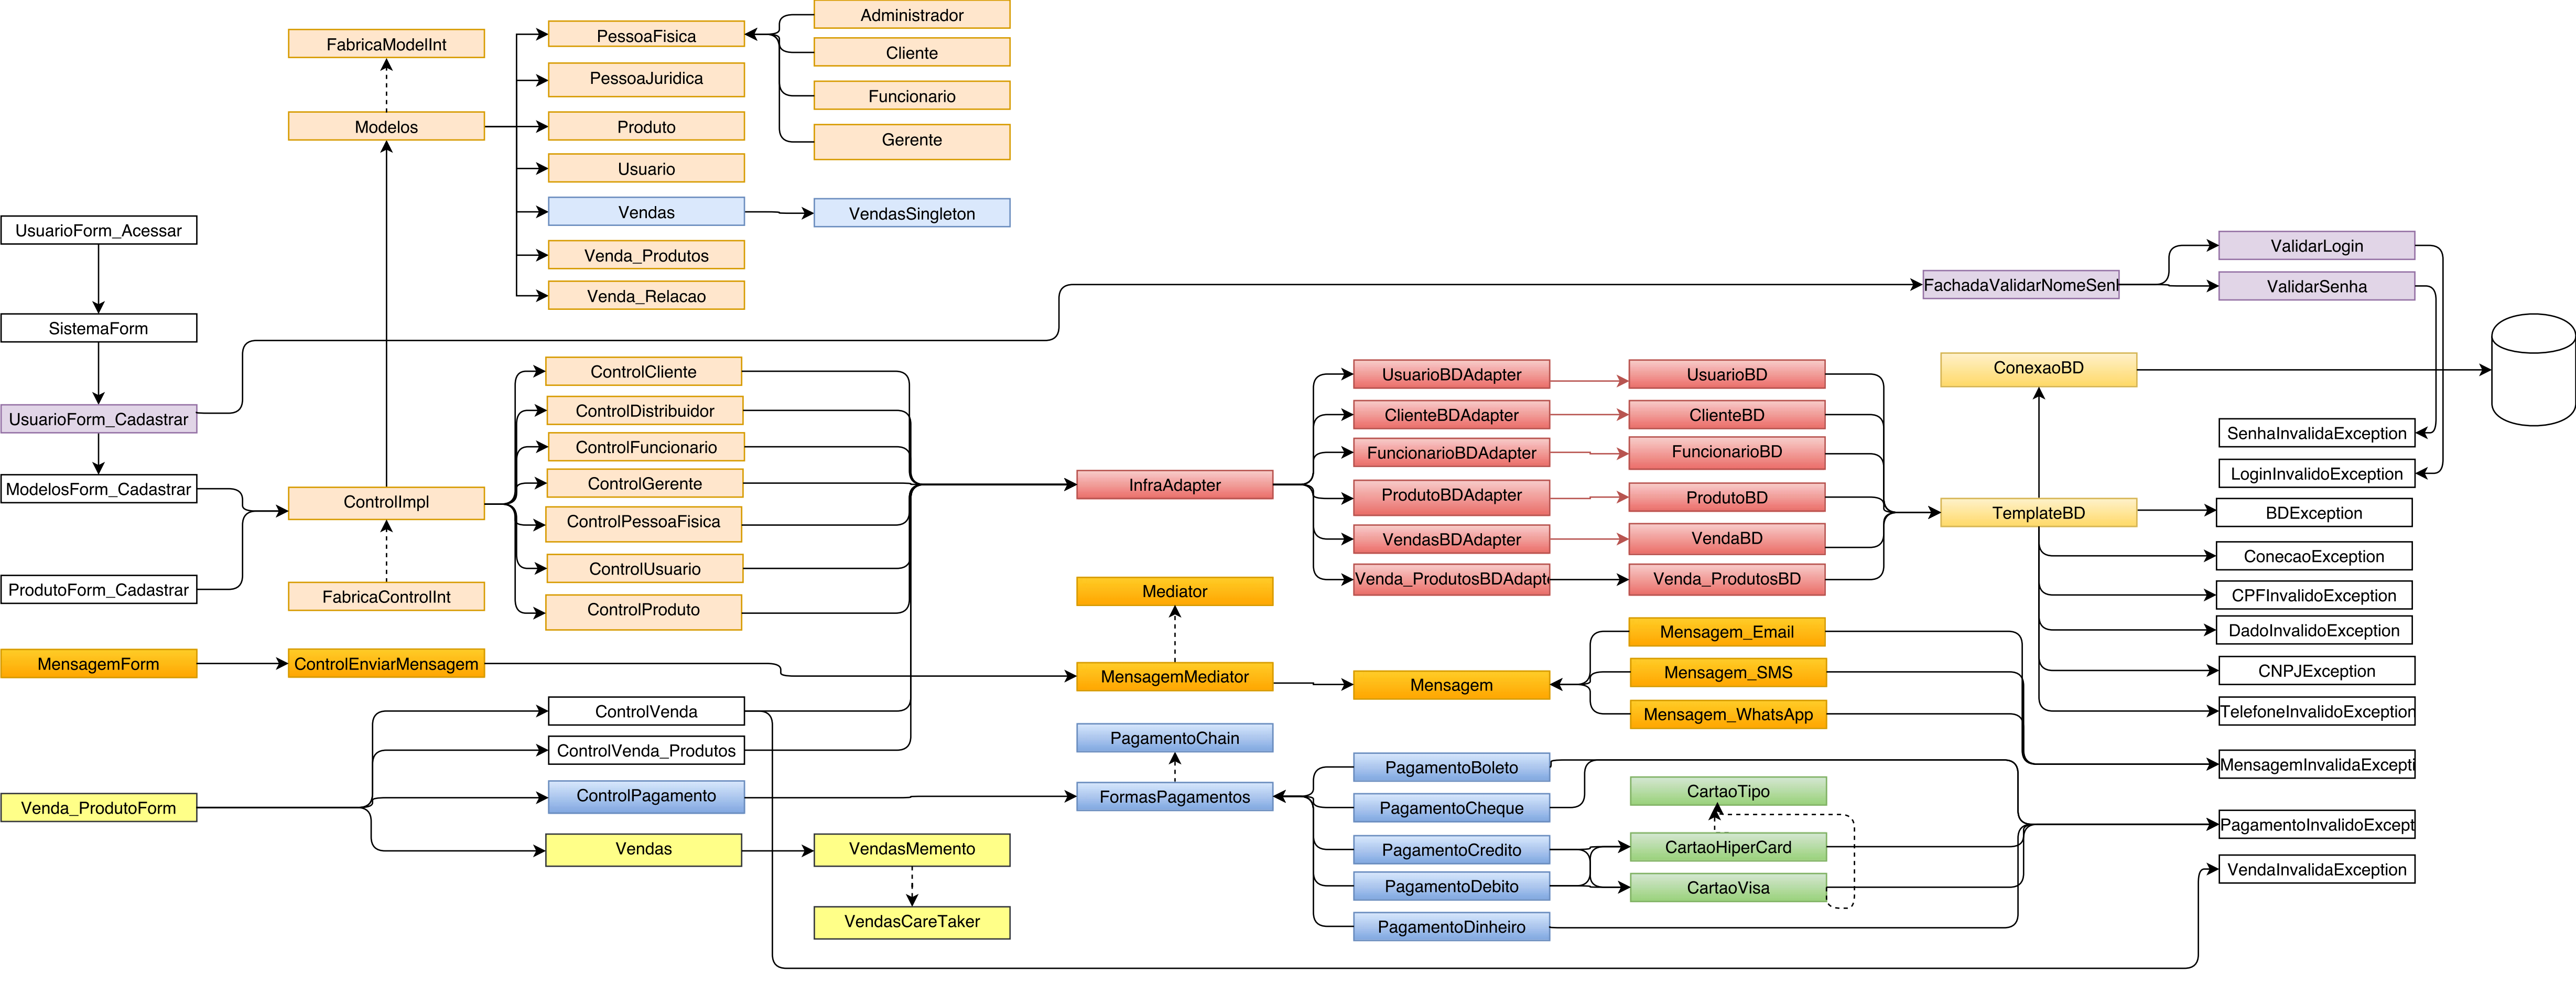 Administrador
FabricaModelInt
PessoaFisica
Cliente
PessoaJuridica
Funcionario
Modelos
Produto
Gerente
Usuario
Vendas
VendasSingleton
UsuarioForm_Acessar
Venda_Produtos
ValidarLogin
FachadaValidarNomeSenl
ValidarSenha
Venda_Relacao
SistemaForm
ControlCliente
UsuarioBDAdapter
UsuarioBD
ConexaoBD
UsuarioForm_Cadastrar
ControlDistribuidor
ClienteBDAdapter
ClienteBD
SenhaInvalidaException
ControlFuncionario
FuncionarioBDAdapter
FuncionarioBD
LoginInvalidoException
ModelosForm_Cadastrar
ControlImpl
ControlGerente
InfraAdapter
ProdutoBDAdapter
ProdutoBD
TemplateBD
BDException
ControlPessoaFisica
VendasBDAdapter
VendaBD
ConecaoException
ProdutoForm_Cadastrar
FabricaControlInt
ControlUsuario
Mediator
Venda_ProdutosBDAdapt
Venda_ProdutosBD
CPFInvalidoException
ControlProduto
Mensagem_Email
DadoInvalidoException
MensagemForm
ControlEnviarMensagem
MensagemMediator
Mensagem
Mensagem_SMS
CNPJException
ControlVenda
Mensagem_WhatsApp
TelefoneInvalidoException
ControlVenda_Produtos
PagamentoChain
PagamentoBoleto
MensagemInvalidaExcepti
Venda_ProdutoForm
ControlPagamento
FormasPagamentos
PagamentoCheque
CartaoTipo
PagamentoInvalidoExcept
Vendas
VendasMemento
PagamentoCredito
CartaoHiperCard
VendaInvalidaException
PagamentoDebito
CartaoVisa
VendasCareTaker
PagamentoDinheiro